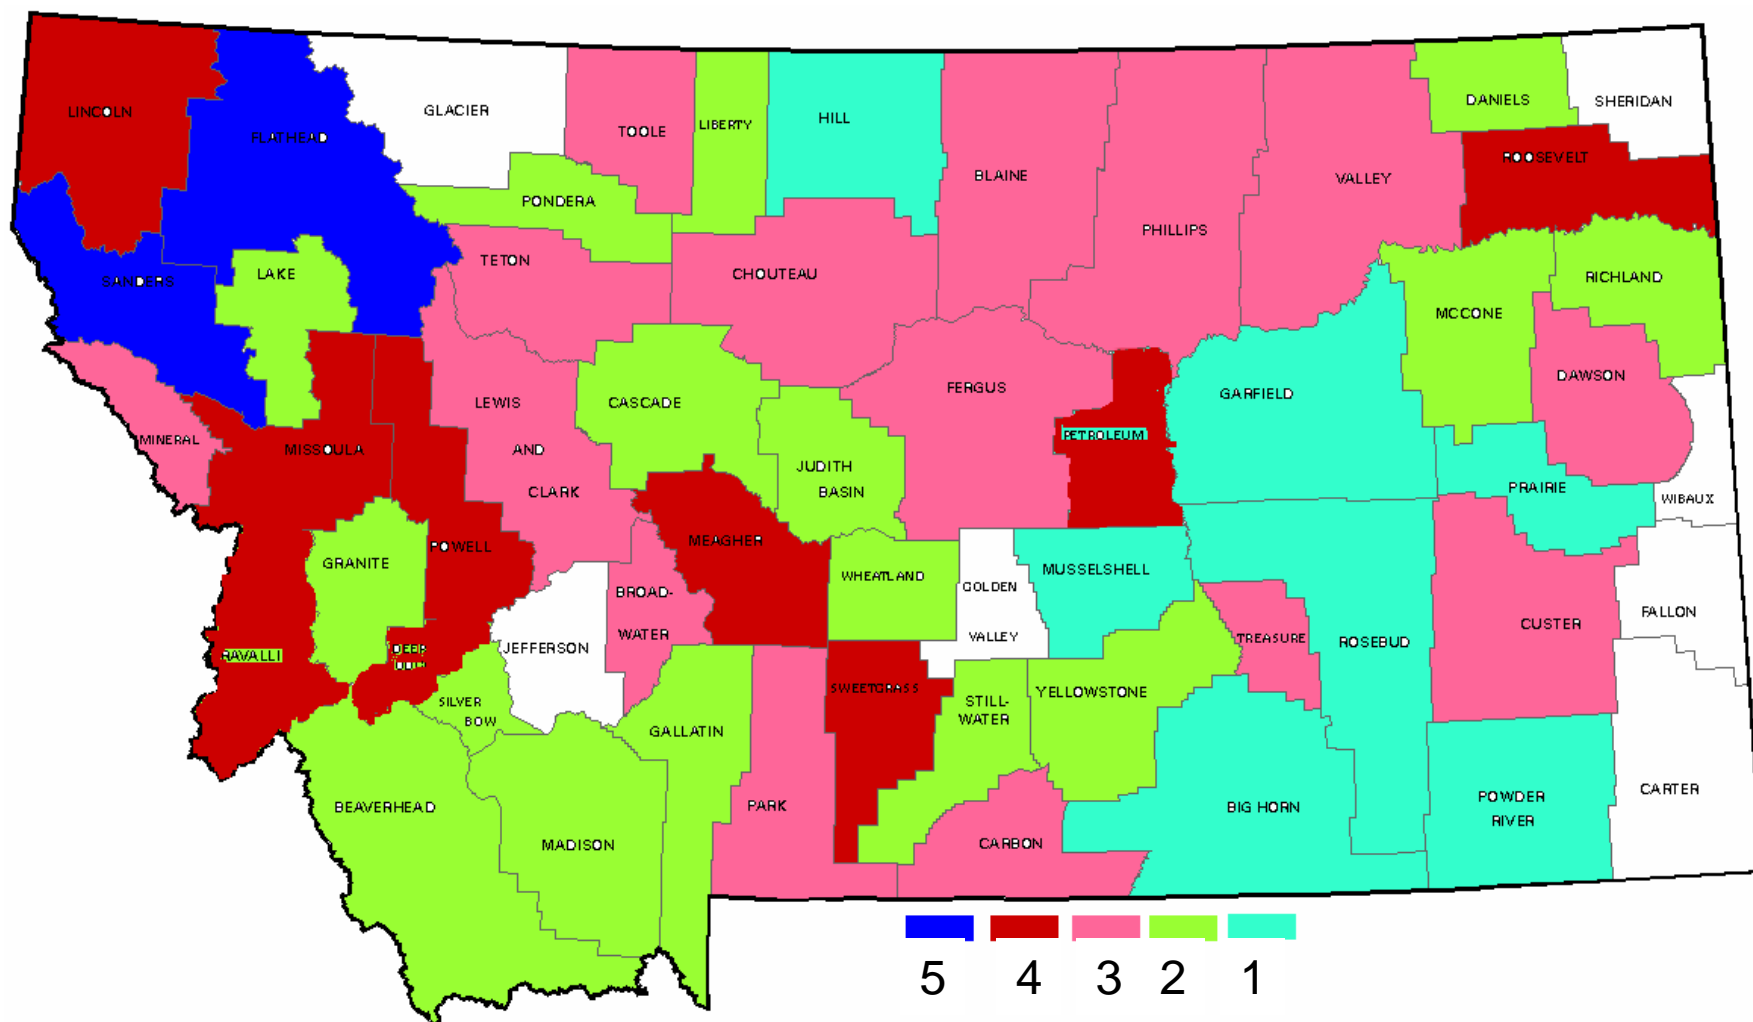 LINCOLN
FLATHEAD
GLACIER
TOOLE
LIBERTY
HILL
BLAINE
PHILLIPS
VALLEY
DANIELS
SHERIDAN
ROOSEVELT
PONDERA
TETON
CHOUTEAU
SANDERS
LAKE
RICHLAND
MCCONE
DAWSON
GARFIELD
FERGUS
PETROLEUM
CASCADE
LEWIS
AND
CLARK
MINERAL
MISSOULA
JUDITH
BASIN
PRAIRIE
WIBAUX
POWELL
GRANITE
MEAGHER
WHEATLAND
GOLDEN
VALLEY
MUSSELSHELL
BROAD-
WATER
JEFFERSON
RAVALLI
DEER
SILVER
BOW
TREASURE
ROSEBUD
CUSTER
FALLON
SWEETGRASS
STILL-
WATER
YELLOWSTONE
GALLATIN
PARK
BEAVERHEAD
MADISON
CARBON
BIG HORN
POWDER
RIVER
CARTER
5 4 3 2 1